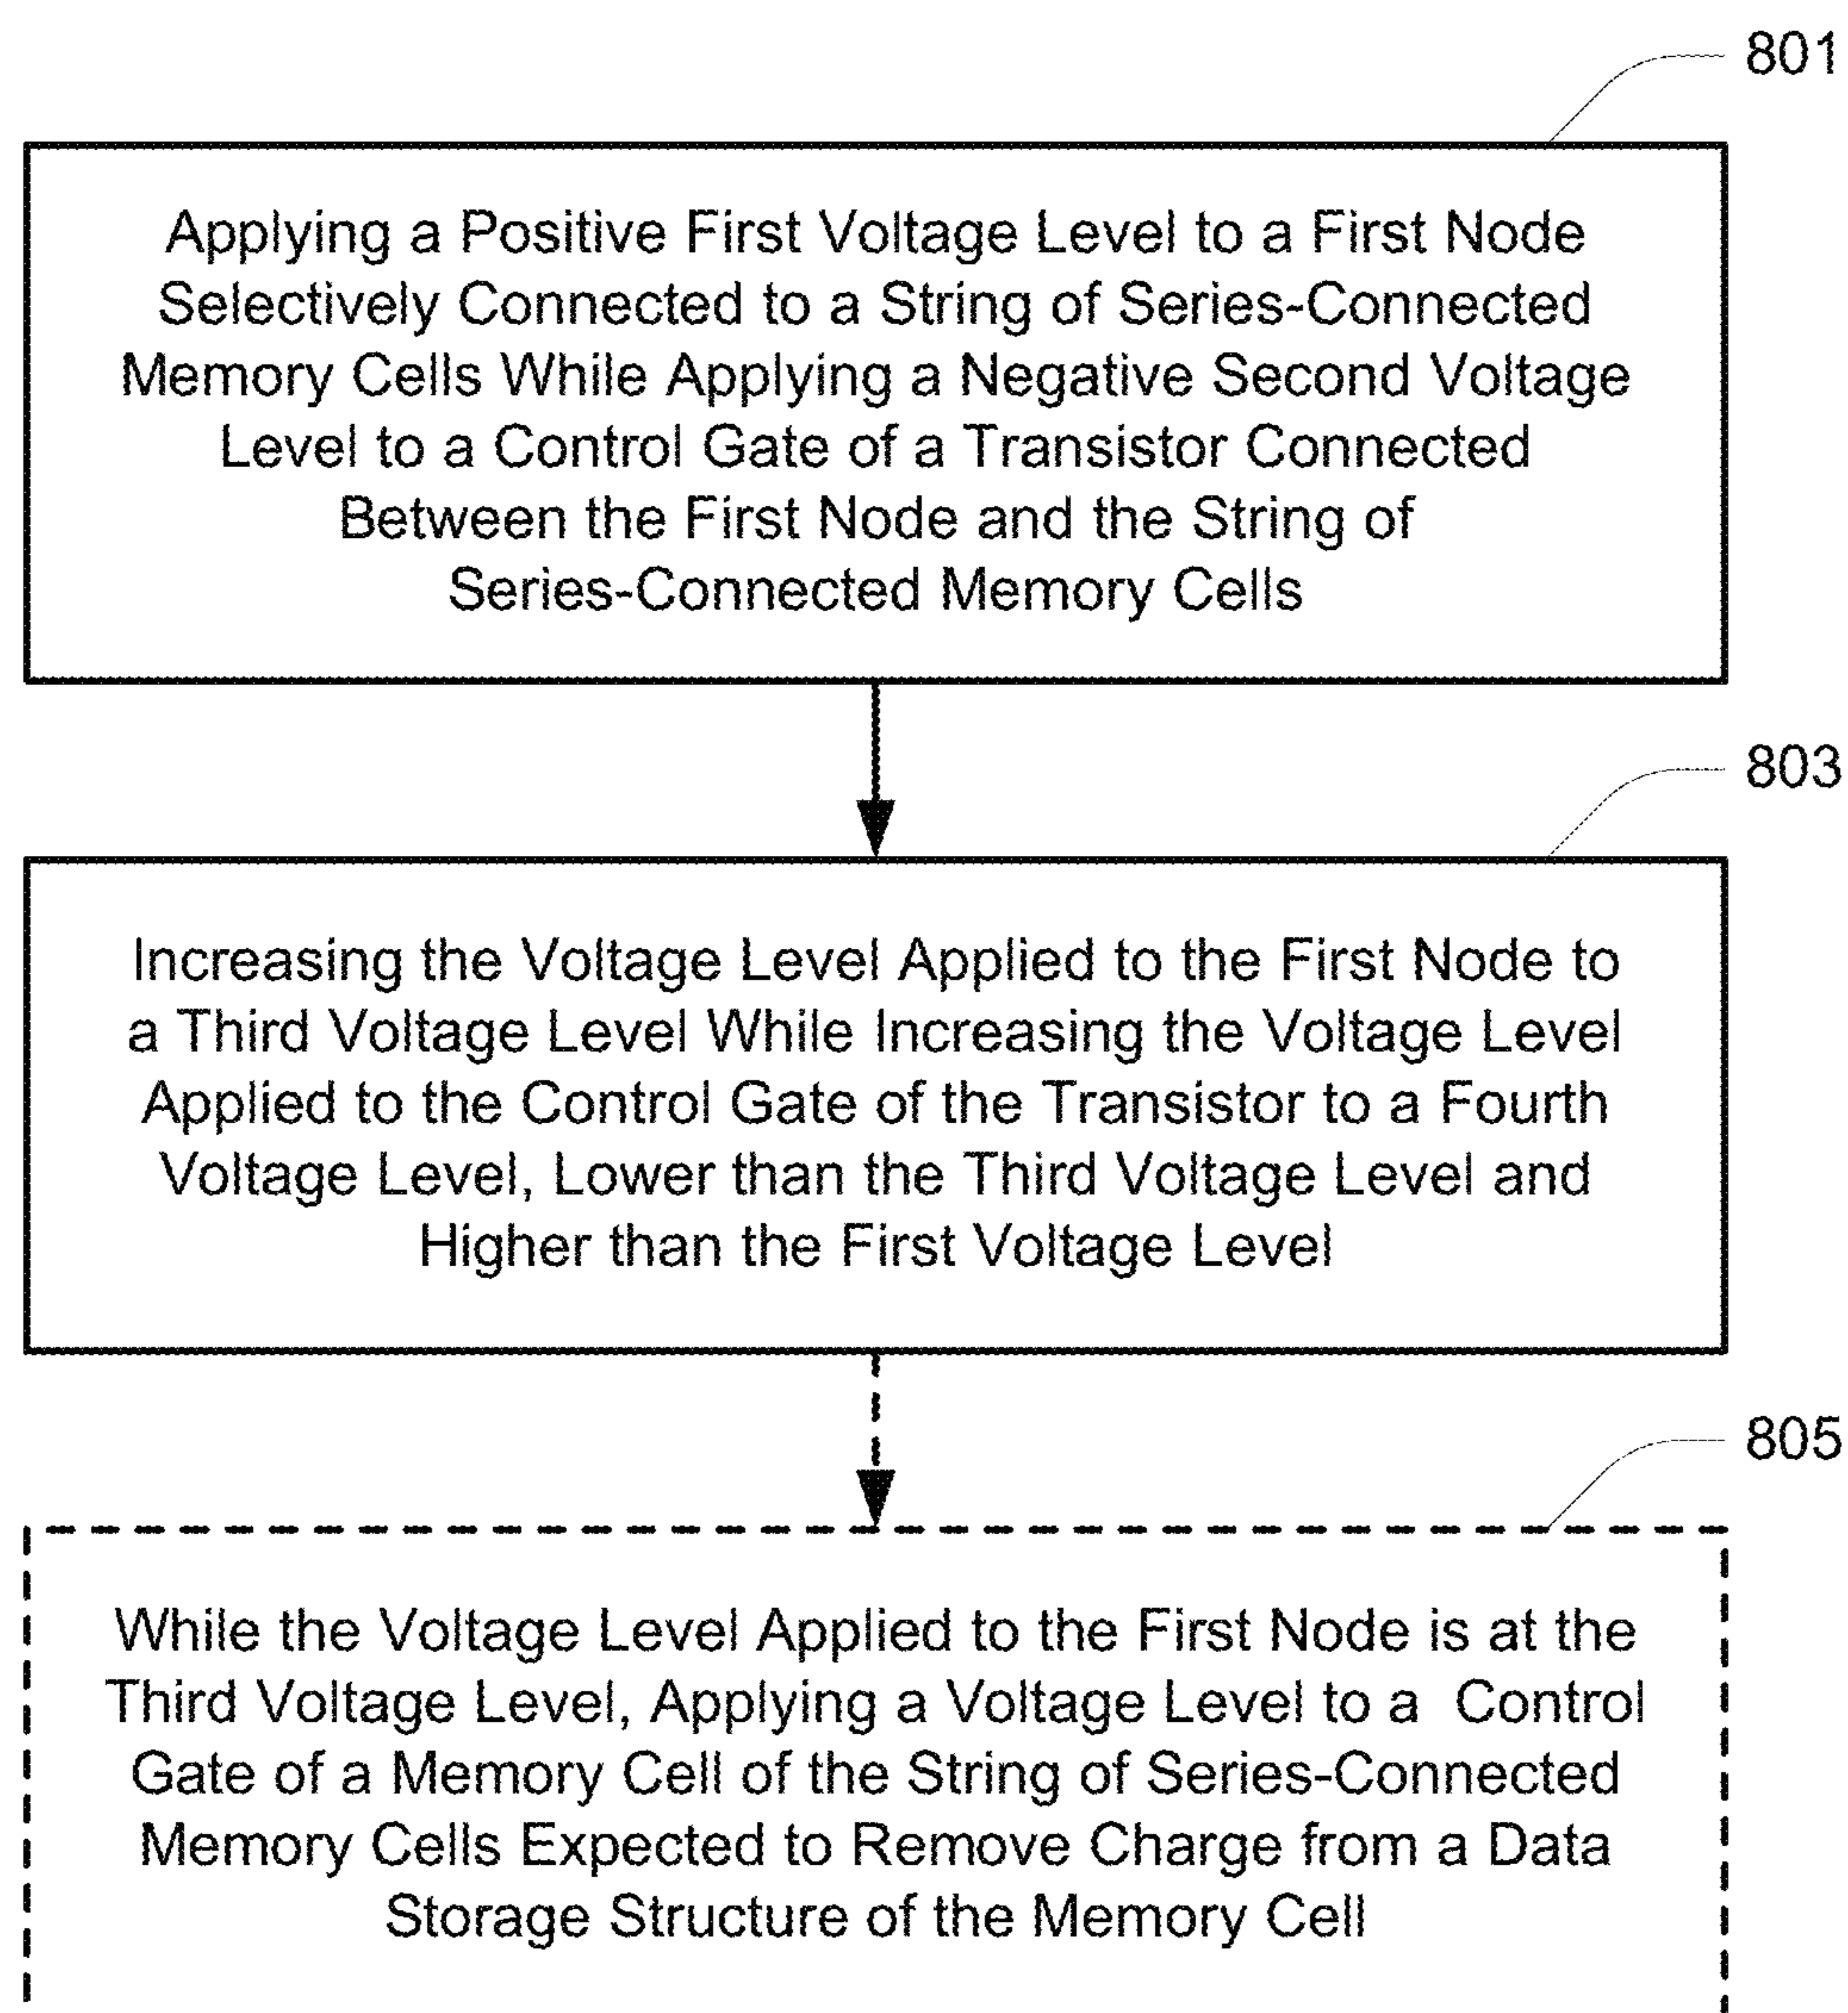 801
Applying a Positive First Voltage Level to a First Node
Selectively Connected to a String of Series-Connected
Memory Cells While Applying a Negative Second Voltage
Level to a Control Gate of a Transistor Connected
Between the First Node and the String of
Series-Connected Memory Cells
803
Increasing the Voltage Level Applied to the First Node to
a Third Voltage Level While Increasing the Voltage Level
Applied to the Control Gate of the Transistor to a Fourth
Voltage Level, Lower than the Third Voltage Level and
Higher than the First Voltage Level
805
While the Voltage Level Applied to the First Node is at the
Third Voltage Level, Applying a Voltage Level to a Control
Gate of a Memory Cell of the String of Series-Connected
Memory Cells Expected to Remove Charge from a Data
Storage Structure of the Memory Cell